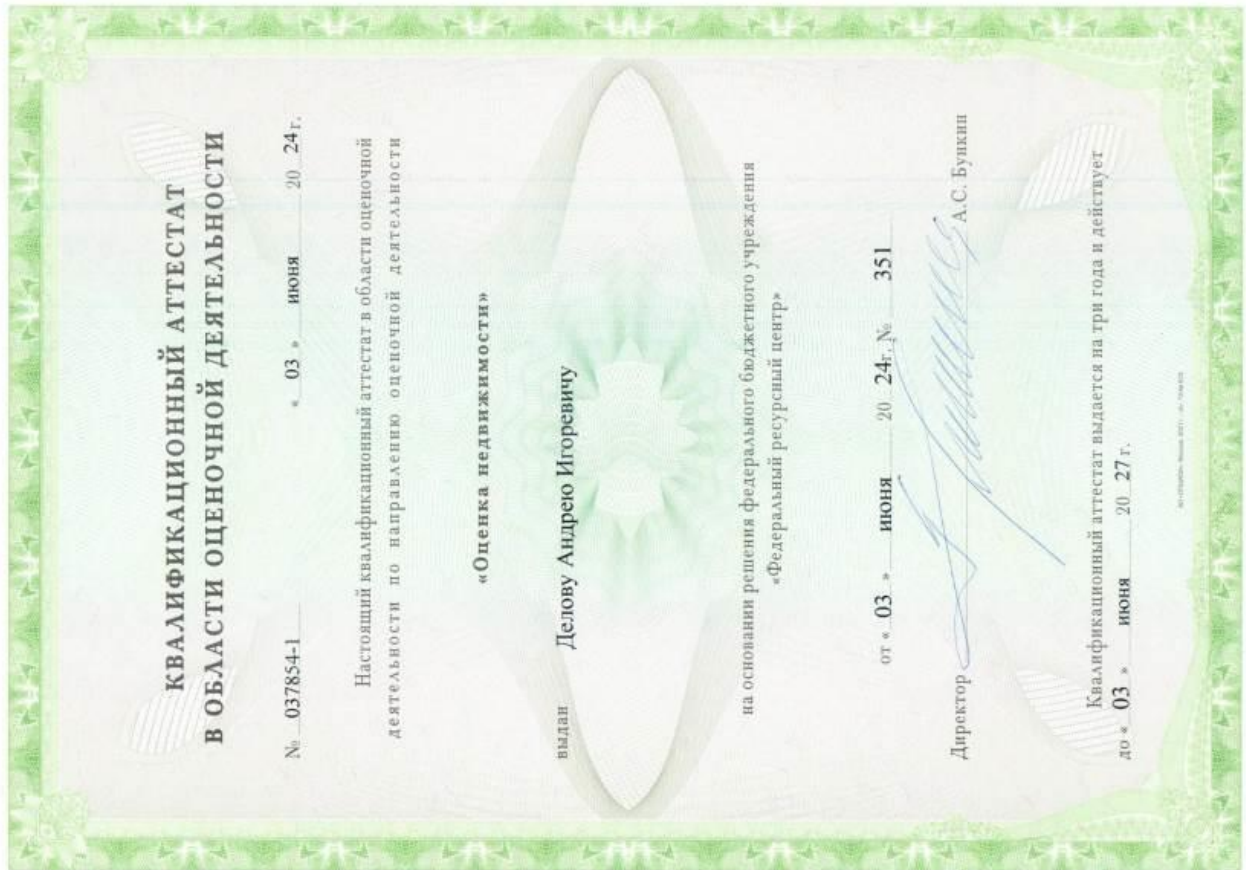 КВАЛИФИКАЦИОННЫЙ АТТЕСТАТ
В ОБЛАСТИ ОЦЕНОЧНОЙ ДЕЯТЕЛЬНОСТИ
№ 037854-1 « 03 » июня 20 24 г.
Настоящий квалификационный аттестат в области оценочной
деятельности по направлению оценочной деятельности
«Оценка недвижимости»
выдан Делову Андрею Игоревичу
на основании решения федерального бюджетного учреждения
«Федеральный ресурсный центр»
от « 03 » июня 20 24г. № 351
Директор А.С. Бункин
Квалификационный аттестат выдается на три года и действует
до « 03 » июня 20 27 г.